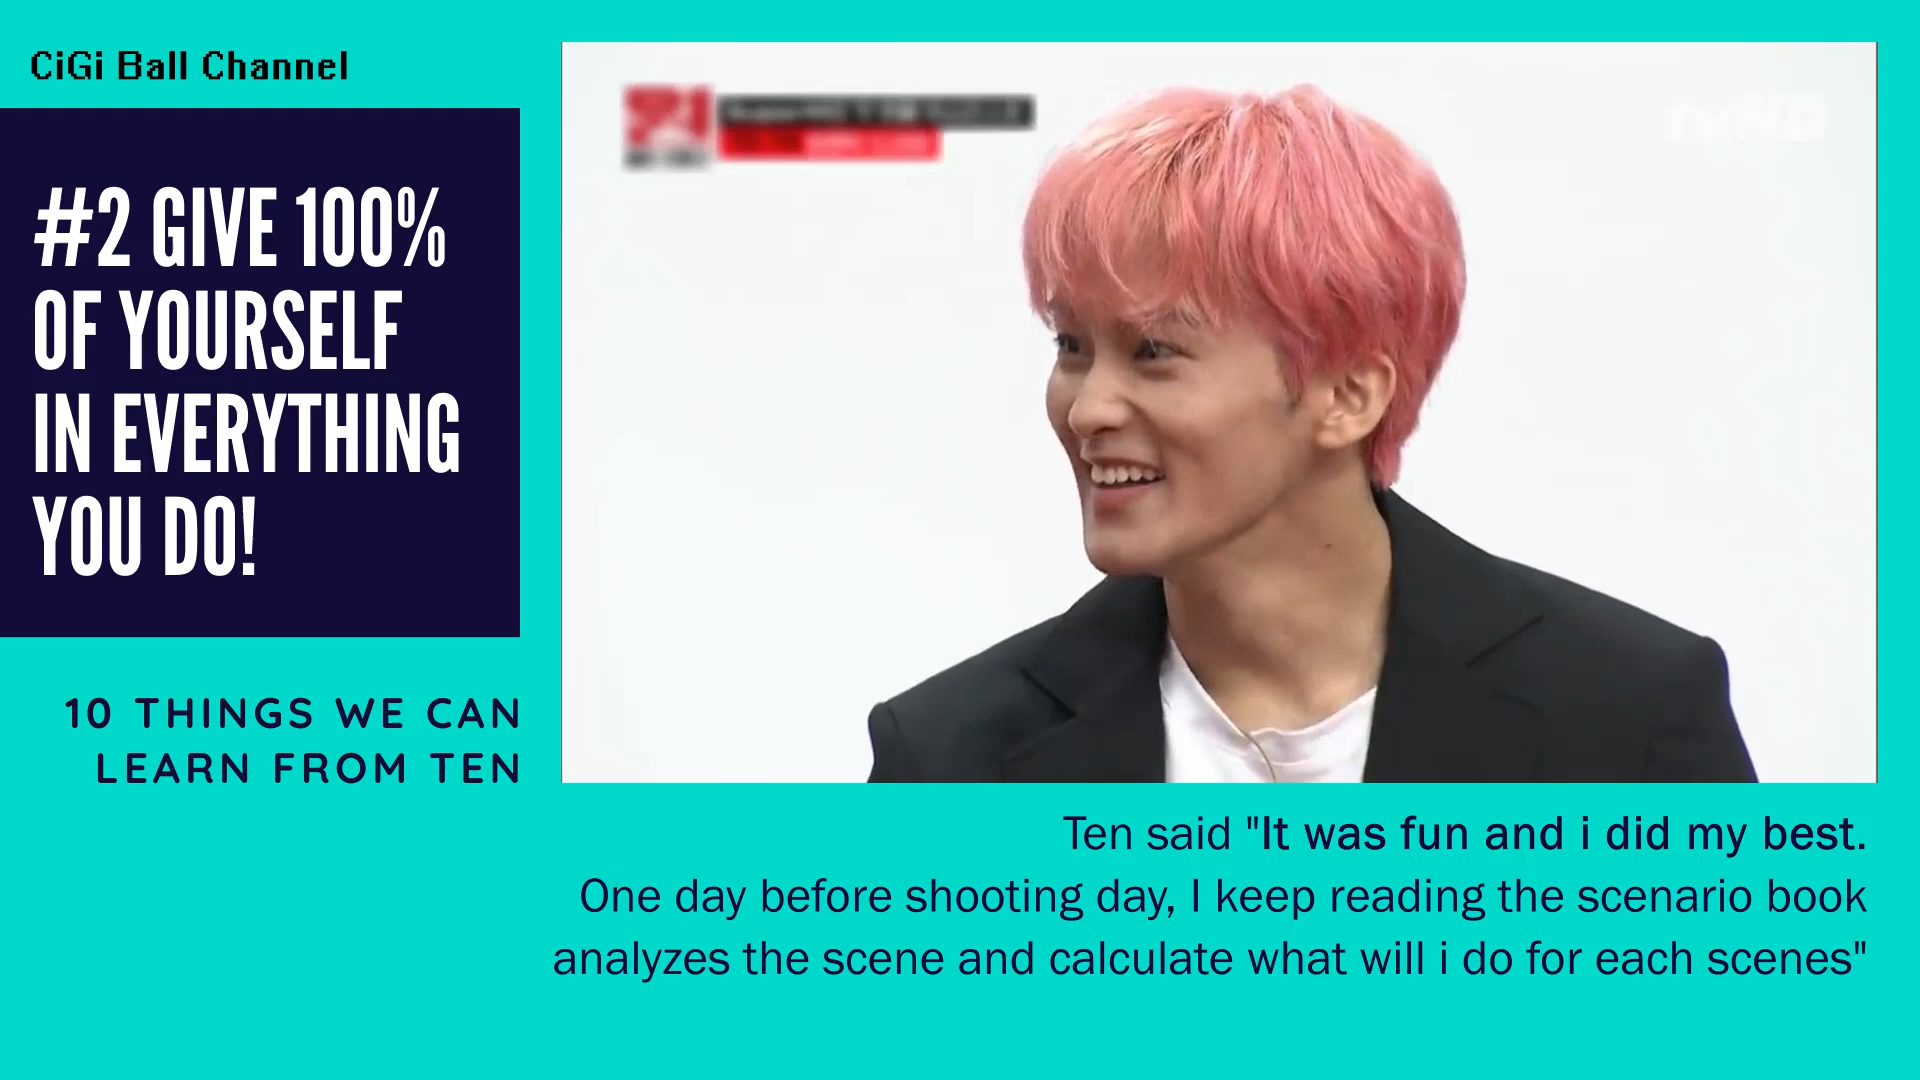 CiGi Ball Channel
#2 GIVE 100%
OF YOURSELF
IN EVERYTHING
YOU DO!
10 THINGS WE CAN
LEARN FROM TEN
Ten said "It was fun and i did my best.
One day before shooting day, I keep reading the scenario book
analyzes the scene and calculate what will i do for each scenes"